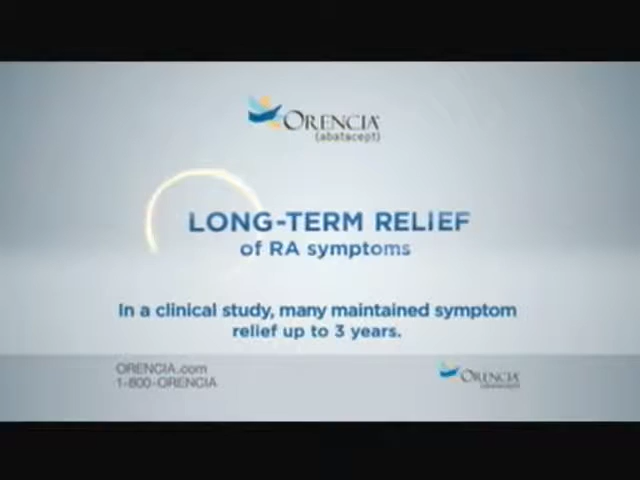 ORENCIA
(abatacept)
LONG-TERM RELIEF
of RA symptoms
In a clinical study, many maintained symptom
relief up to 3 years.
ORENCIA.com
1-800-ORENCIA
ORENCIA